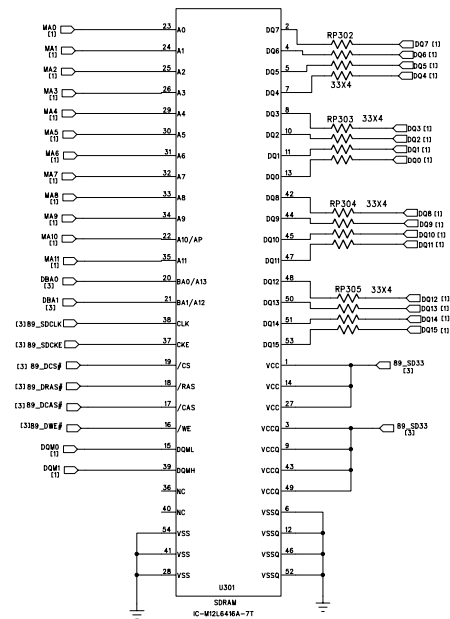 MA0 [1] 23 A0 DQ7 2 DQ7 [1]
MA1 [1] 24 A1 DQ6 4 RP302 DQ6 [1]
MA2 [1] 25 A2 DQ5 5 DQ5 [1]
MA3 [1] 26 A3 DQ4 7 33X4 DQ4 [1]
MA4 [1] 29 A4 DQ3 8 RP303 33X4 DQ3 [1]
MA5 [1] 30 A5 DQ2 10 DQ2 [1]
MA6 [1] 31 A6 DQ1 11 DQ1 [1]
MA7 [1] 32 A7 DQ0 13 DQ0 [1]
MA8 [1] 33 A8 DQ8 42 RP304 33X4 DQ8 [1]
MA9 [1] 34 A9 DQ9 44 DQ9 [1]
MA10 [1] 22 A10/AP DQ10 45 DQ10 [1]
MA11 [1] 35 A11 DQ11 47 DQ11 [1]
DBA0 [3] 20 BA0/A13 DQ12 48 RP305 33X4 DQ12 [1]
DBA1 [3] 21 BA1/A12 DQ13 50 DQ13 [1]
[3] 89_SDCLK 38 CLK DQ14 51 DQ14 [1]
[3] 89_SDCKE 37 CKE DQ15 53 DQ15 [1]
[3] 89_DCS# 19 /CS VCC 1 89_SD33 [3]
[3] 89_DRAS# 18 /RAS VCC 14
[3] 89_DCAS# 17 /CAS VCC 27
[3] 89_DWE# 16 /WE VCCQ 3 89_SD33 [3]
DQM0 [1] 15 DQML VCCQ 9
DQM1 [1] 39 DQMH VCCQ 43
36 NC VCCQ 49
40 NC VSSQ 6
54 VSS VSSQ 12
41 VSS VSSQ 46
28 VSS VSSQ 52
U301
SDRAM
IC-M12L6416A-7T